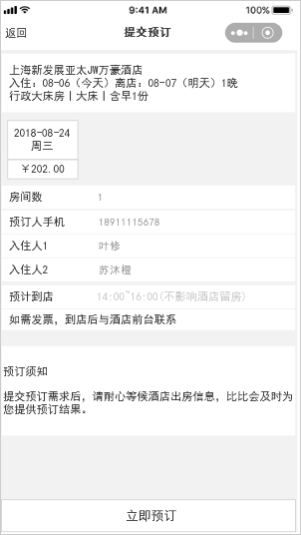 9:41 AM
100%
返回
提交预订
上海新发展亚太JW万豪酒店
入住：08-06（今天）离店：08-07（明天）1晚
行政大床房丨大床丨含早1份
2018-08-24
周三
￥202.00
房间数 1
预订人手机 18911115678
入住人1 叶修
入住人2 苏沐橙
预计到店 14:00~16:00(不影响酒店留房)
如需发票，到店后与酒店前台联系
预订须知
提交预订需求后，请耐心等候酒店出房信息，比比会及时为
您提供预订结果。
立即预订